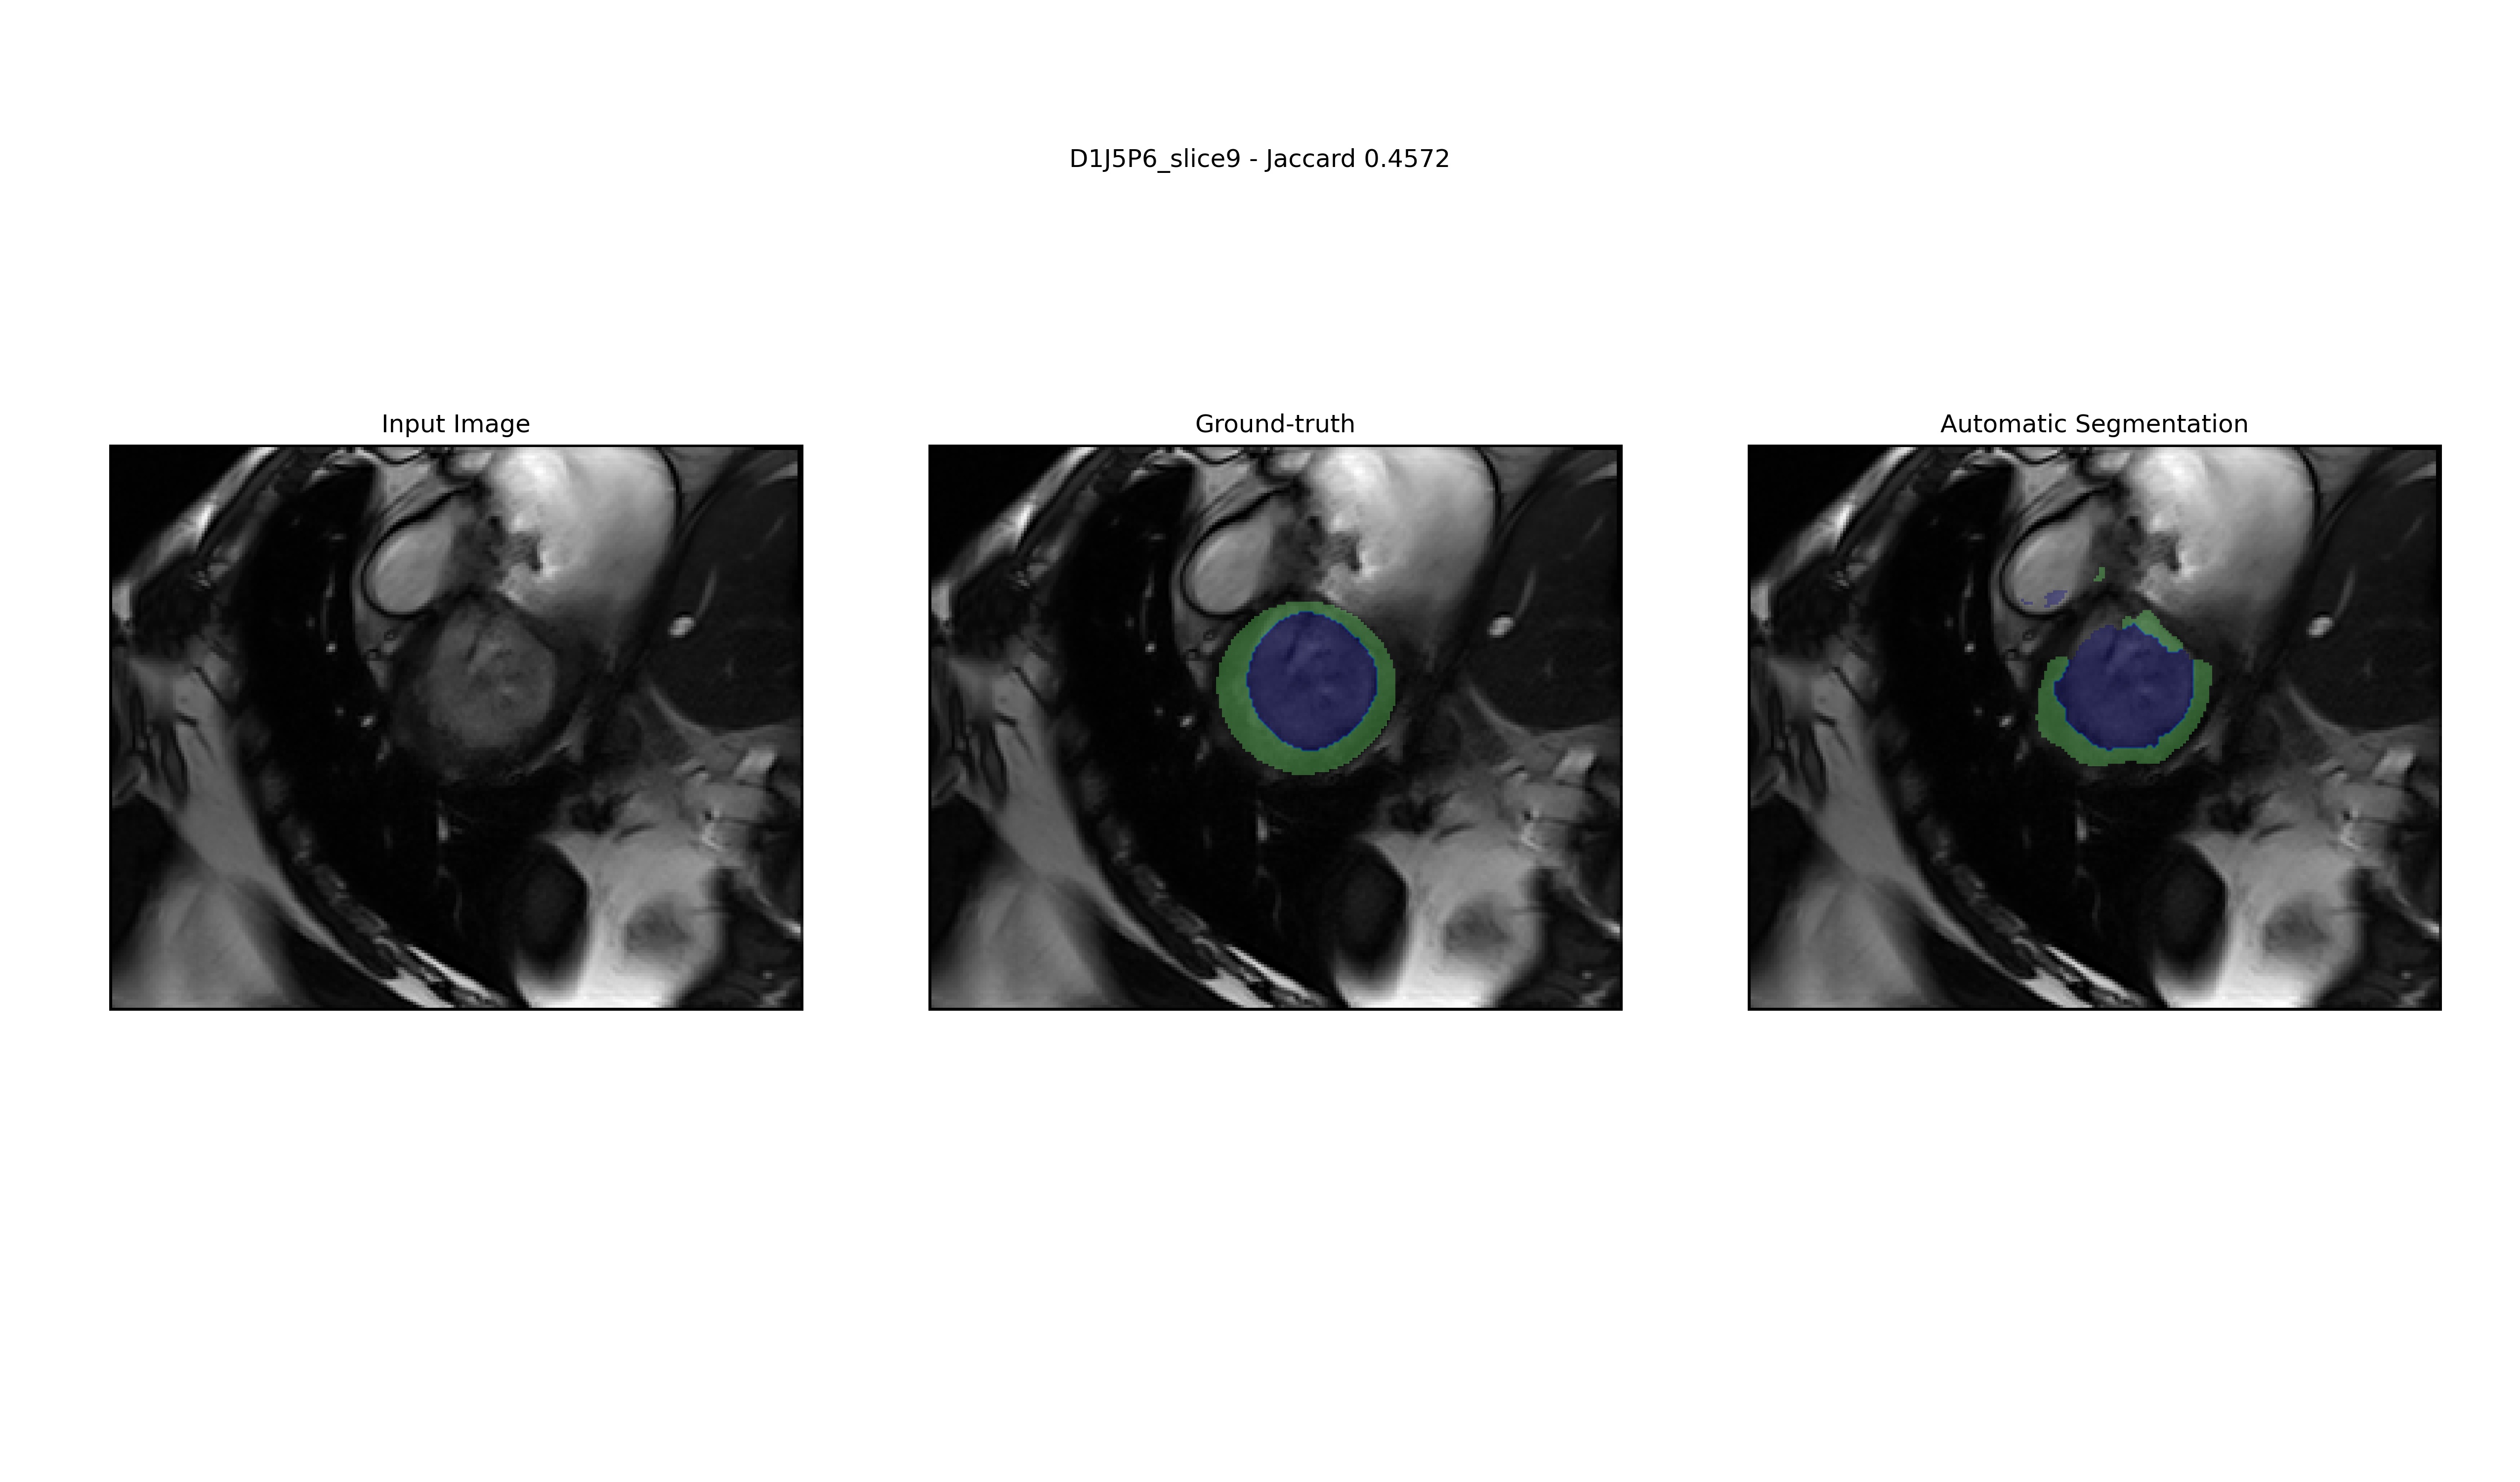 D1J5P6_slice9 - Jaccard 0.4572
Input Image
Ground-truth
Automatic Segmentation